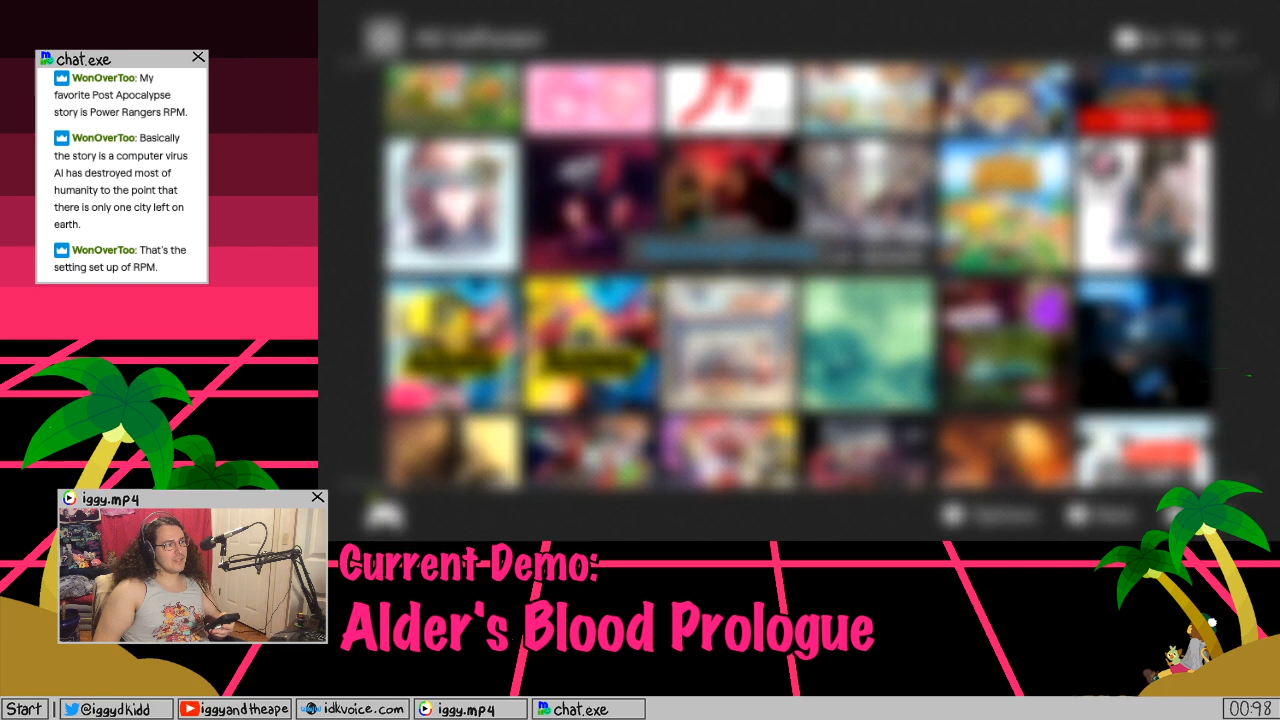 chat.exe
WonOverToo: My
favorite Post Apocalypse
story is Power Rangers RPM.
WonOverToo: Basically
the story is a computer virus
AI has destroyed most of
humanity to the point that
there is only one city left on
earth.
WonOverToo: That's the
setting set up of RPM.
iggy.mp4
Current Demo:
Alder's Blood Prologue
Start | @iggydkidd iggyandtheape www idkvoice.com iggy.mp4 chat.exe 00:98